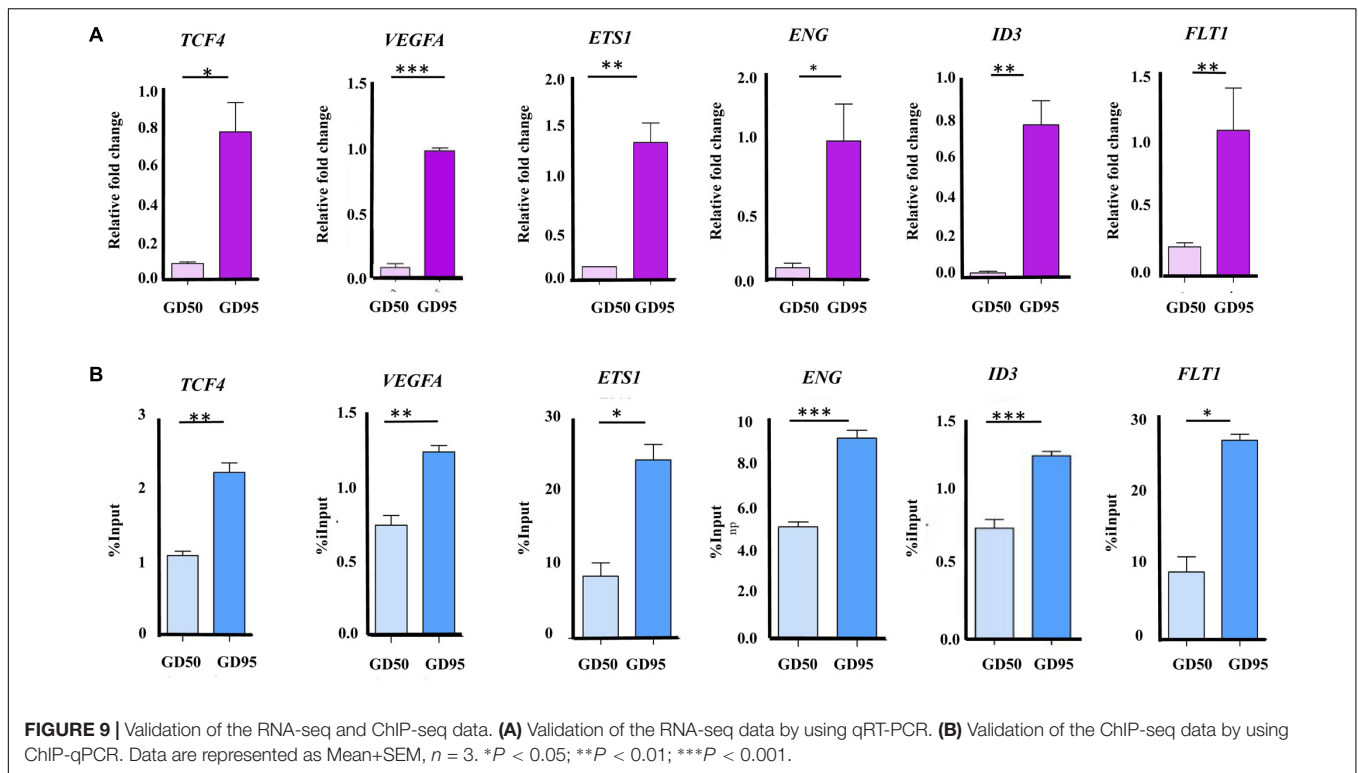 A
TCF4 VEGFA ETS1 ENG ID3 FLT1
* *** ** * ** **
Relative fold change
1.0
0.8
0.6
0.4
0.2
0.0
GD50 GD95
Relative fold change
1.5
1.0
0.5
0.0
GD50 GD95
Relative fold change
2.0
1.5
1.0
0.5
0.0
GD50 GD95
Relative fold change
2.0
1.0
0.5
0.0
GD50 GD95
Relative fold change
1.0
0.8
0.6
0.4
0.2
0.0
GD50 GD95
Relative fold change
1.5
1.0
0.5
0.0
GD50 GD95
B
TCF4 VEGFA ETS1 ENG ID3 FLT1
** ** * *** *** *
%Input
3
2
1
0
GD50 GD95
%iInput
1.5
1.0
0.5
0.0
GD50 GD95
%Input
30
20
10
0
GD50 GD95
%Input
np
10
8.0
6.0
4.0
2.0
0.0
GD50 GD95
%iInput
1.5
1.0
0.5
0.0
GD50 GD95
%Input
30
20
10
0
GD50 GD95
FIGURE 9 | Validation of the RNA-seq and ChIP-seq data. (A) Validation of the RNA-seq data by using qRT-PCR. (B) Validation of the ChIP-seq data by using
ChIP-qPCR. Data are represented as Mean+SEM, n = 3. *P < 0.05; **P < 0.01; ***P < 0.001.